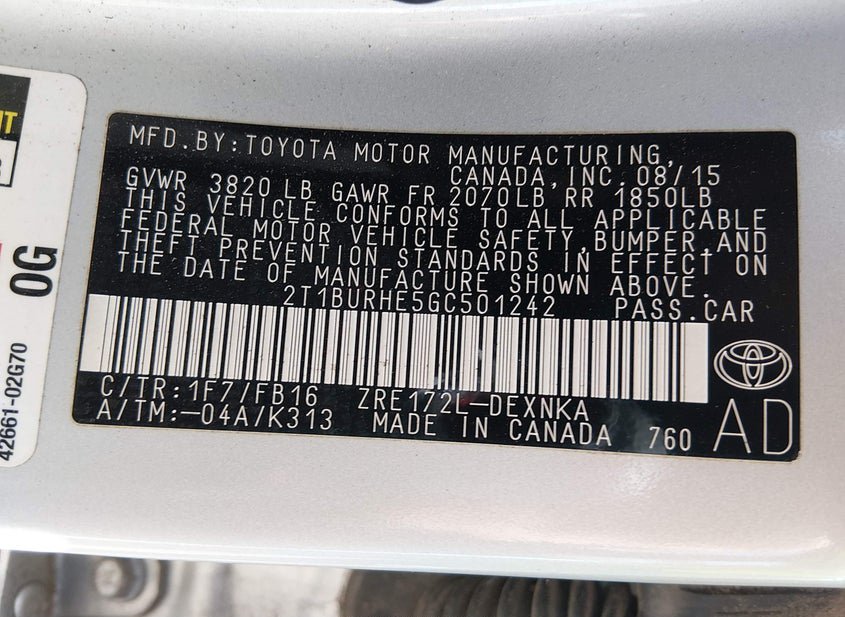 MFD.BY:TOYOTA MOTOR MANUFACTURING,
CANADA,INC.08/15
GVWR 3820LB GAWR FR 2070LB RR 1850LB
THIS VEHICLE CONFORMS TO ALL APPLICABLE
FEDERAL MOTOR VEHICLE SAFETY,BUMPER,AND
THEFT PREVENTION STANDARDS IN EFFECT ON
THE DATE OF MANUFACTURE SHOWN ABOVE.
2T1BURHE5GC501242 PASS.CAR
C/TR:1F7/FB16 ZRE172L-DEXNKA
A/TM:-04A/K313 MADE IN CANADA 760 AD
0G
42661-02G70